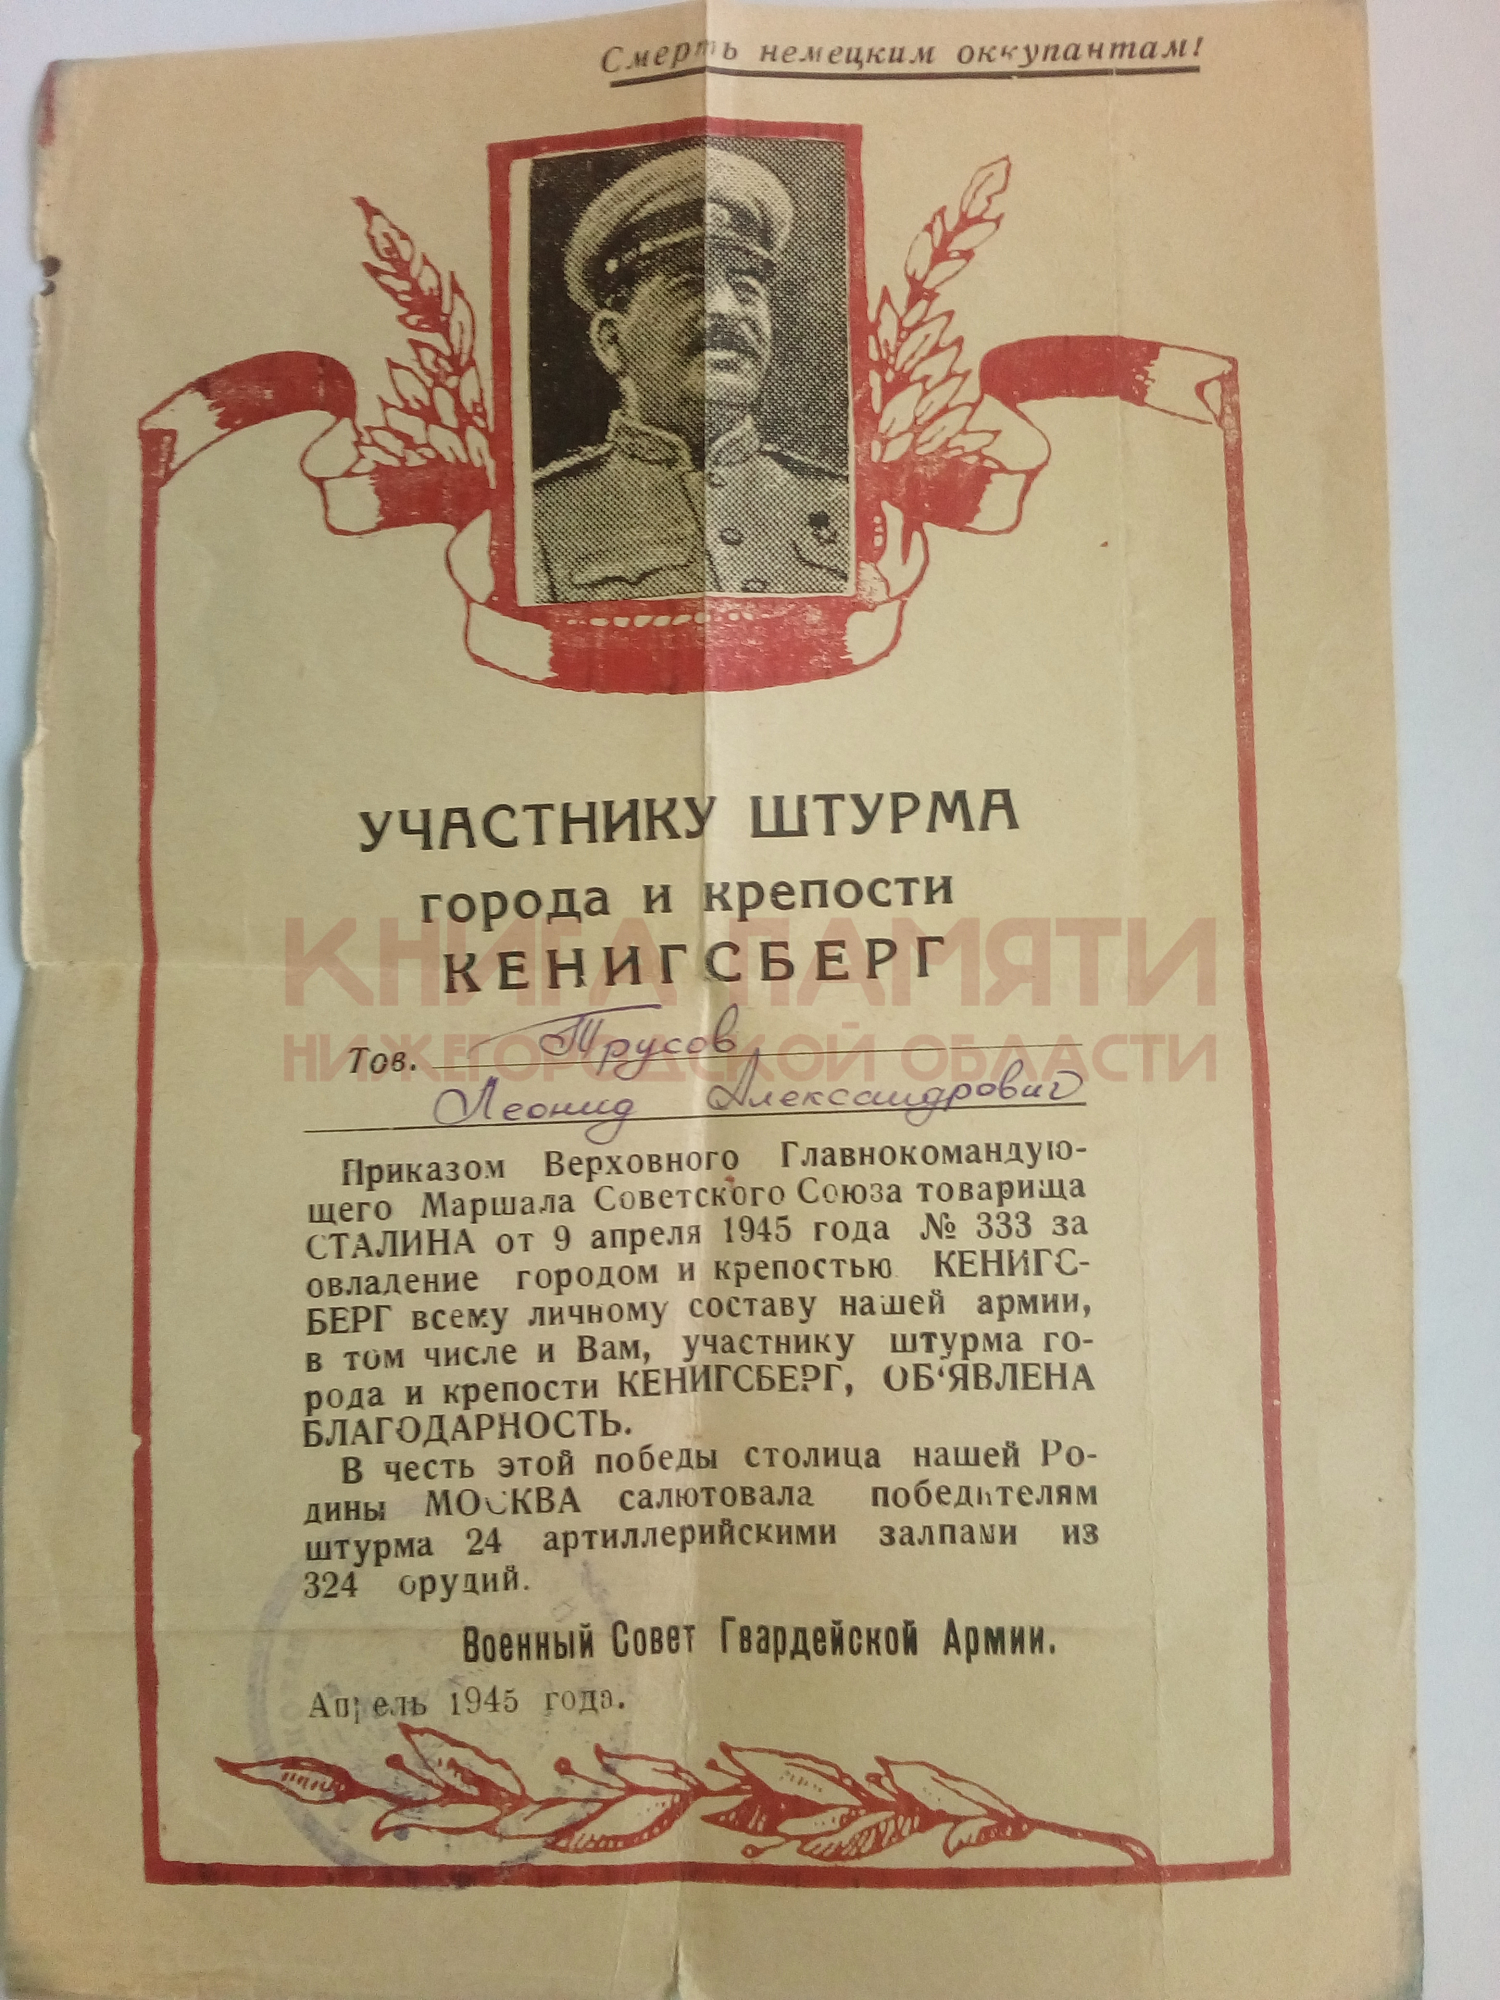 Смерть немецким оккупантам!
УЧАСТНИКУ ШТУРМА
города и крепости
КЕНИГСБЕРГ
КНИГА ПАМЯТИ
НИЖЕГОРОДСКОЙ ОБЛАСТИ
Тов. Трусов
Леонид Александрович
Приказом Верховного Главнокомандую-
щего Маршала Советского Союза товарища
СТАЛИНА от 9 апреля 1945 года № 333 за
овладение городом и крепостью КЕНИГС-
БЕРГ всему личному составу нашей армии,
в том числе и Вам, участнику штурма го-
рода и крепости КЕНИГСБЕРГ, ОБ‘ЯВЛЕНА
БЛАГОДАРНОСТЬ.
В честь этой победы столица нашей Ро-
дины МОСКВА салютовала победителям
штурма 24 артиллерийскими залпами из
324 орудий.
Военный Совет Гвардейской Армии.
Апрель 1945 года.